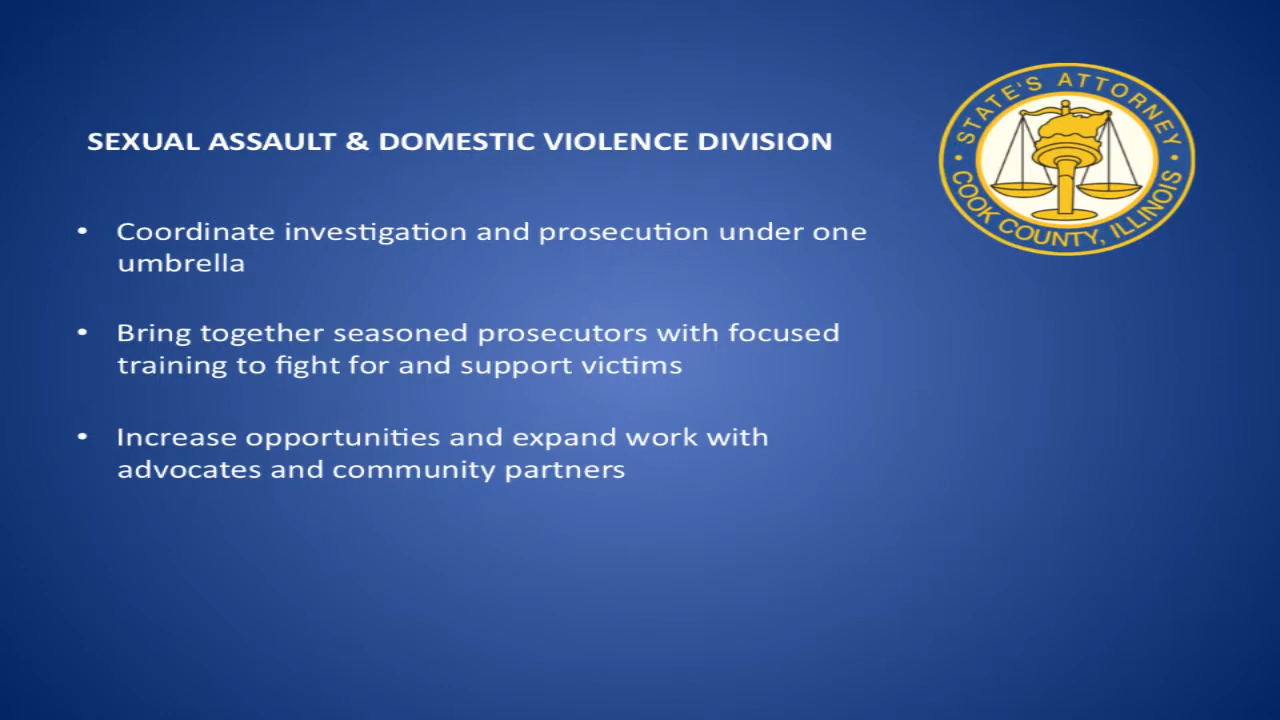 SEXUAL ASSAULT & DOMESTIC VIOLENCE DIVISION
STATE'S ATTORNEY
COOK COUNTY, ILLINOIS
• Coordinate investigation and prosecution under one
umbrella
• Bring together seasoned prosecutors with focused
training to fight for and support victims
• Increase opportunities and expand work with
advocates and community partners